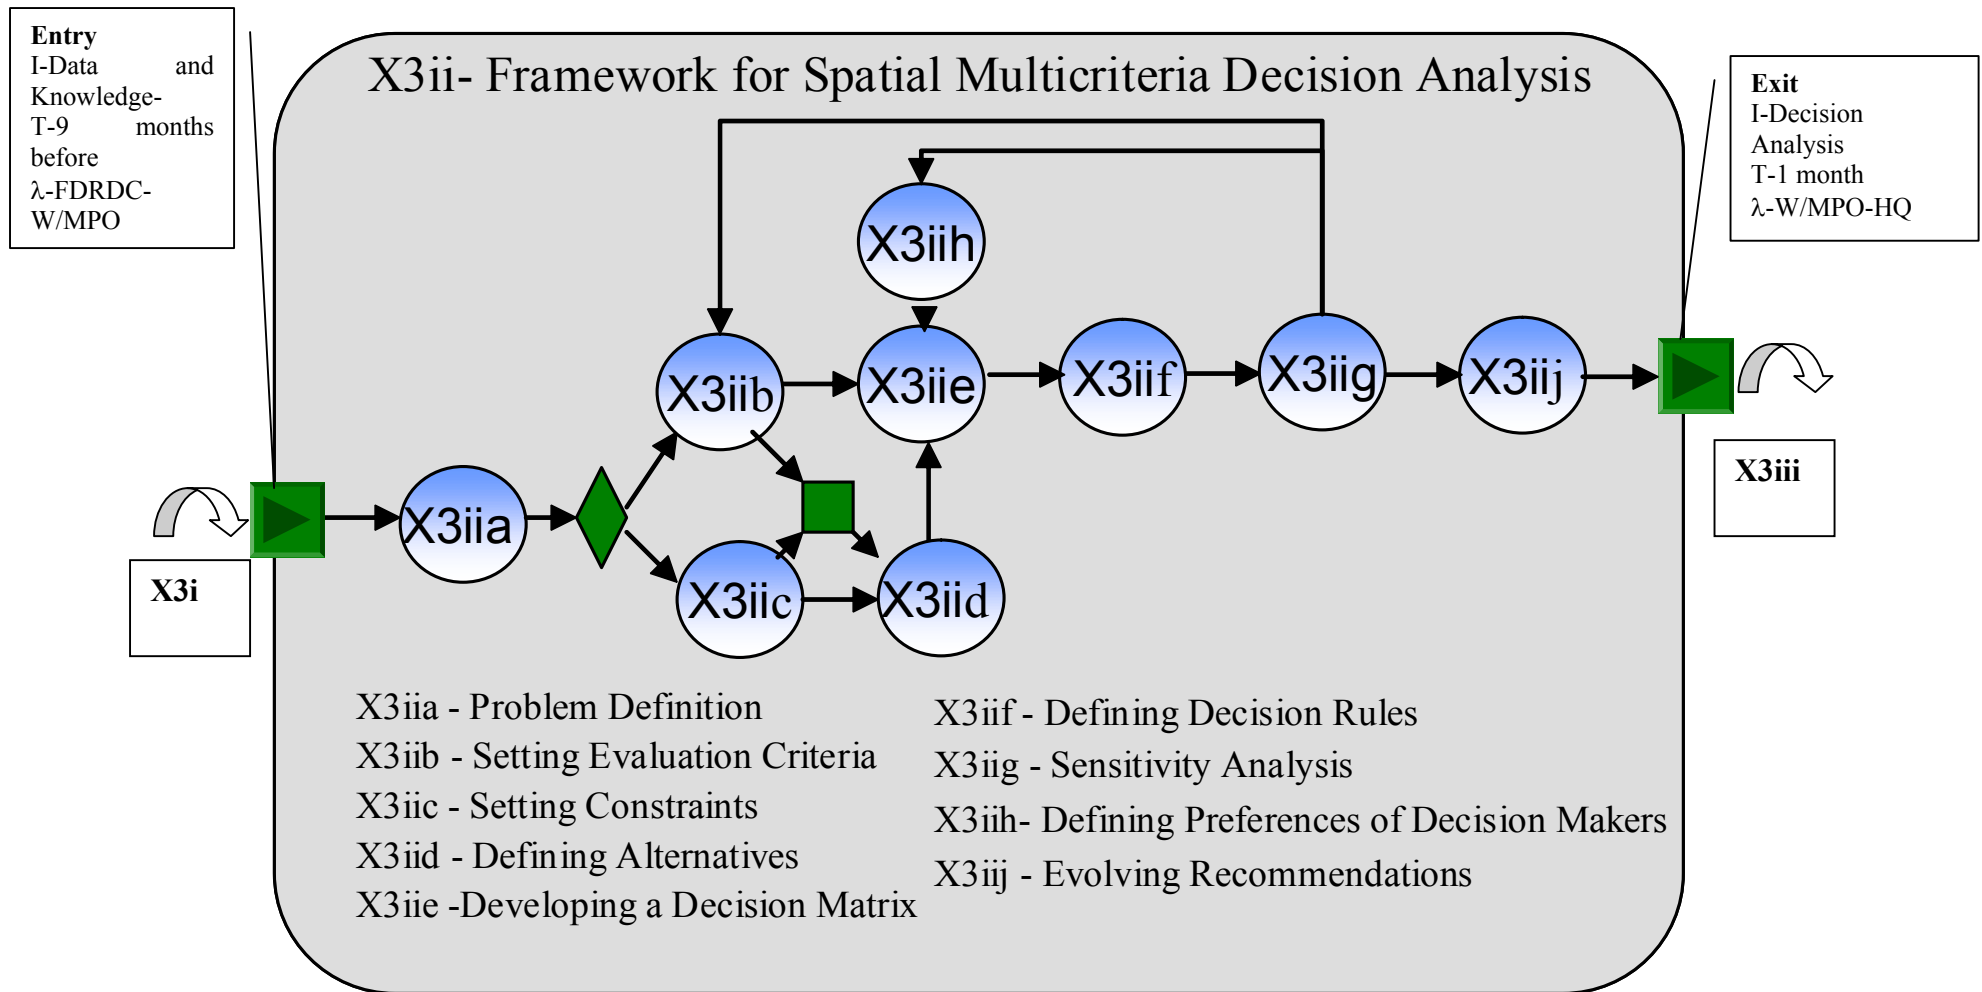 Entry
I-Data and
Knowledge-
T-9 months
before
λ-FDRDC-
W/MPO
X3ii- Framework for Spatial Multicriteria Decision Analysis
Exit
I-Decision
Analysis
T-1 month
λ-W/MPO-HQ
X3iih
X3iib
X3iie
X3iif
X3iig
X3iij
X3iia
X3iic
X3iid
X3i
X3iii
X3iia - Problem Definition
X3iib - Setting Evaluation Criteria
X3iic - Setting Constraints
X3iid - Defining Alternatives
X3iie -Developing a Decision Matrix
X3iif - Defining Decision Rules
X3iig - Sensitivity Analysis
X3iih- Defining Preferences of Decision Makers
X3iij - Evolving Recommendations